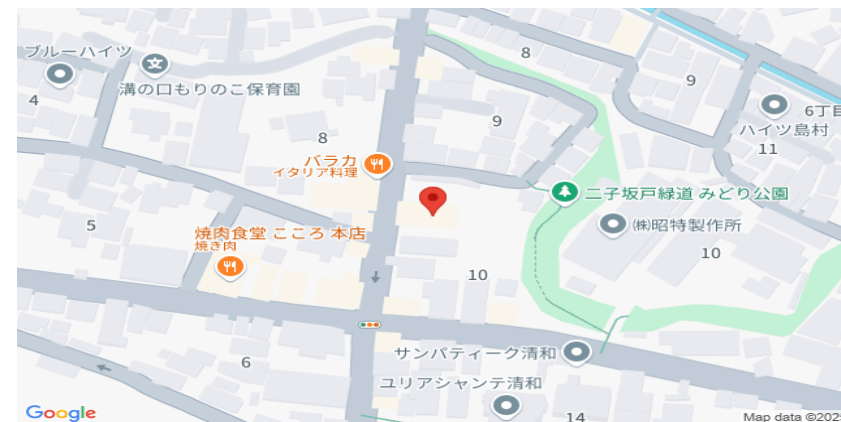 8
ブルーハイツ
9
4
溝の口もりのこ保育園
6丁目
ハイツ島村
9
8
11
バラカ
イタリア料理
二子坂戸緑道 みどり公園
5
焼肉食堂 こころ 本店
焼き肉
㈱昭特製作所
10
10
サンパティーク清和
6
ユリアシャンテ清和
14
Google
Map data ©2025